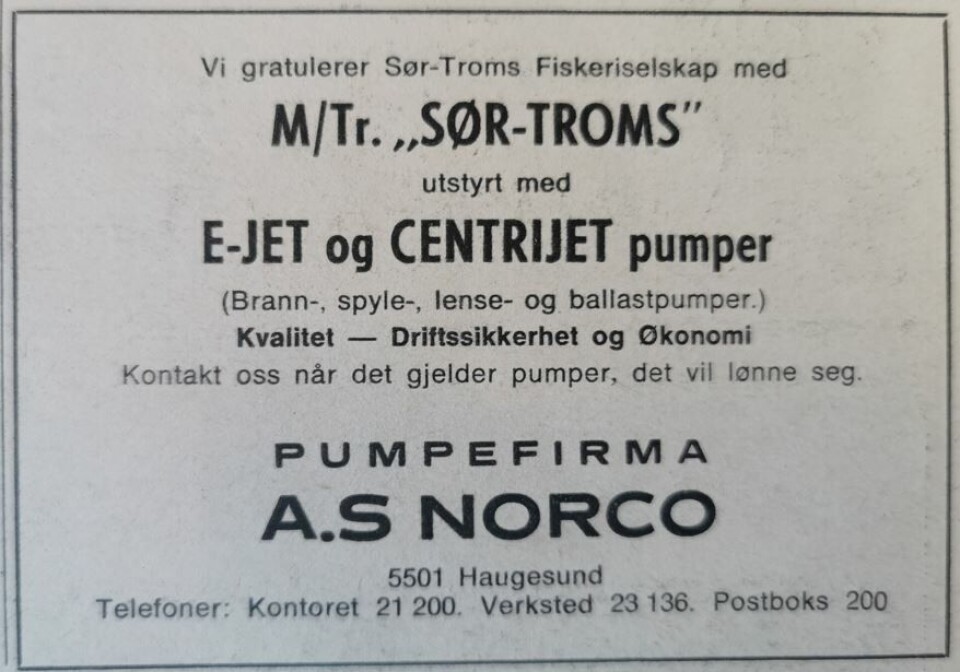 Vi gratulerer Sør-Troms Fiskeriselskap med
M/Tr. „SØR-TROMS”
utstyrt med
E-JET og CENTRIJET pumper
(Brann-, spyle-, lense- og ballastpumper.)
Kvalitet — Driftssikkerhet og Økonomi
Kontakt oss når det gjelder pumper, det vil lønne seg.
PUMPEFIRMA
A.S NORCO
5501 Haugesund
Telefoner: Kontoret 21 200. Verksted 23 136. Postboks 200